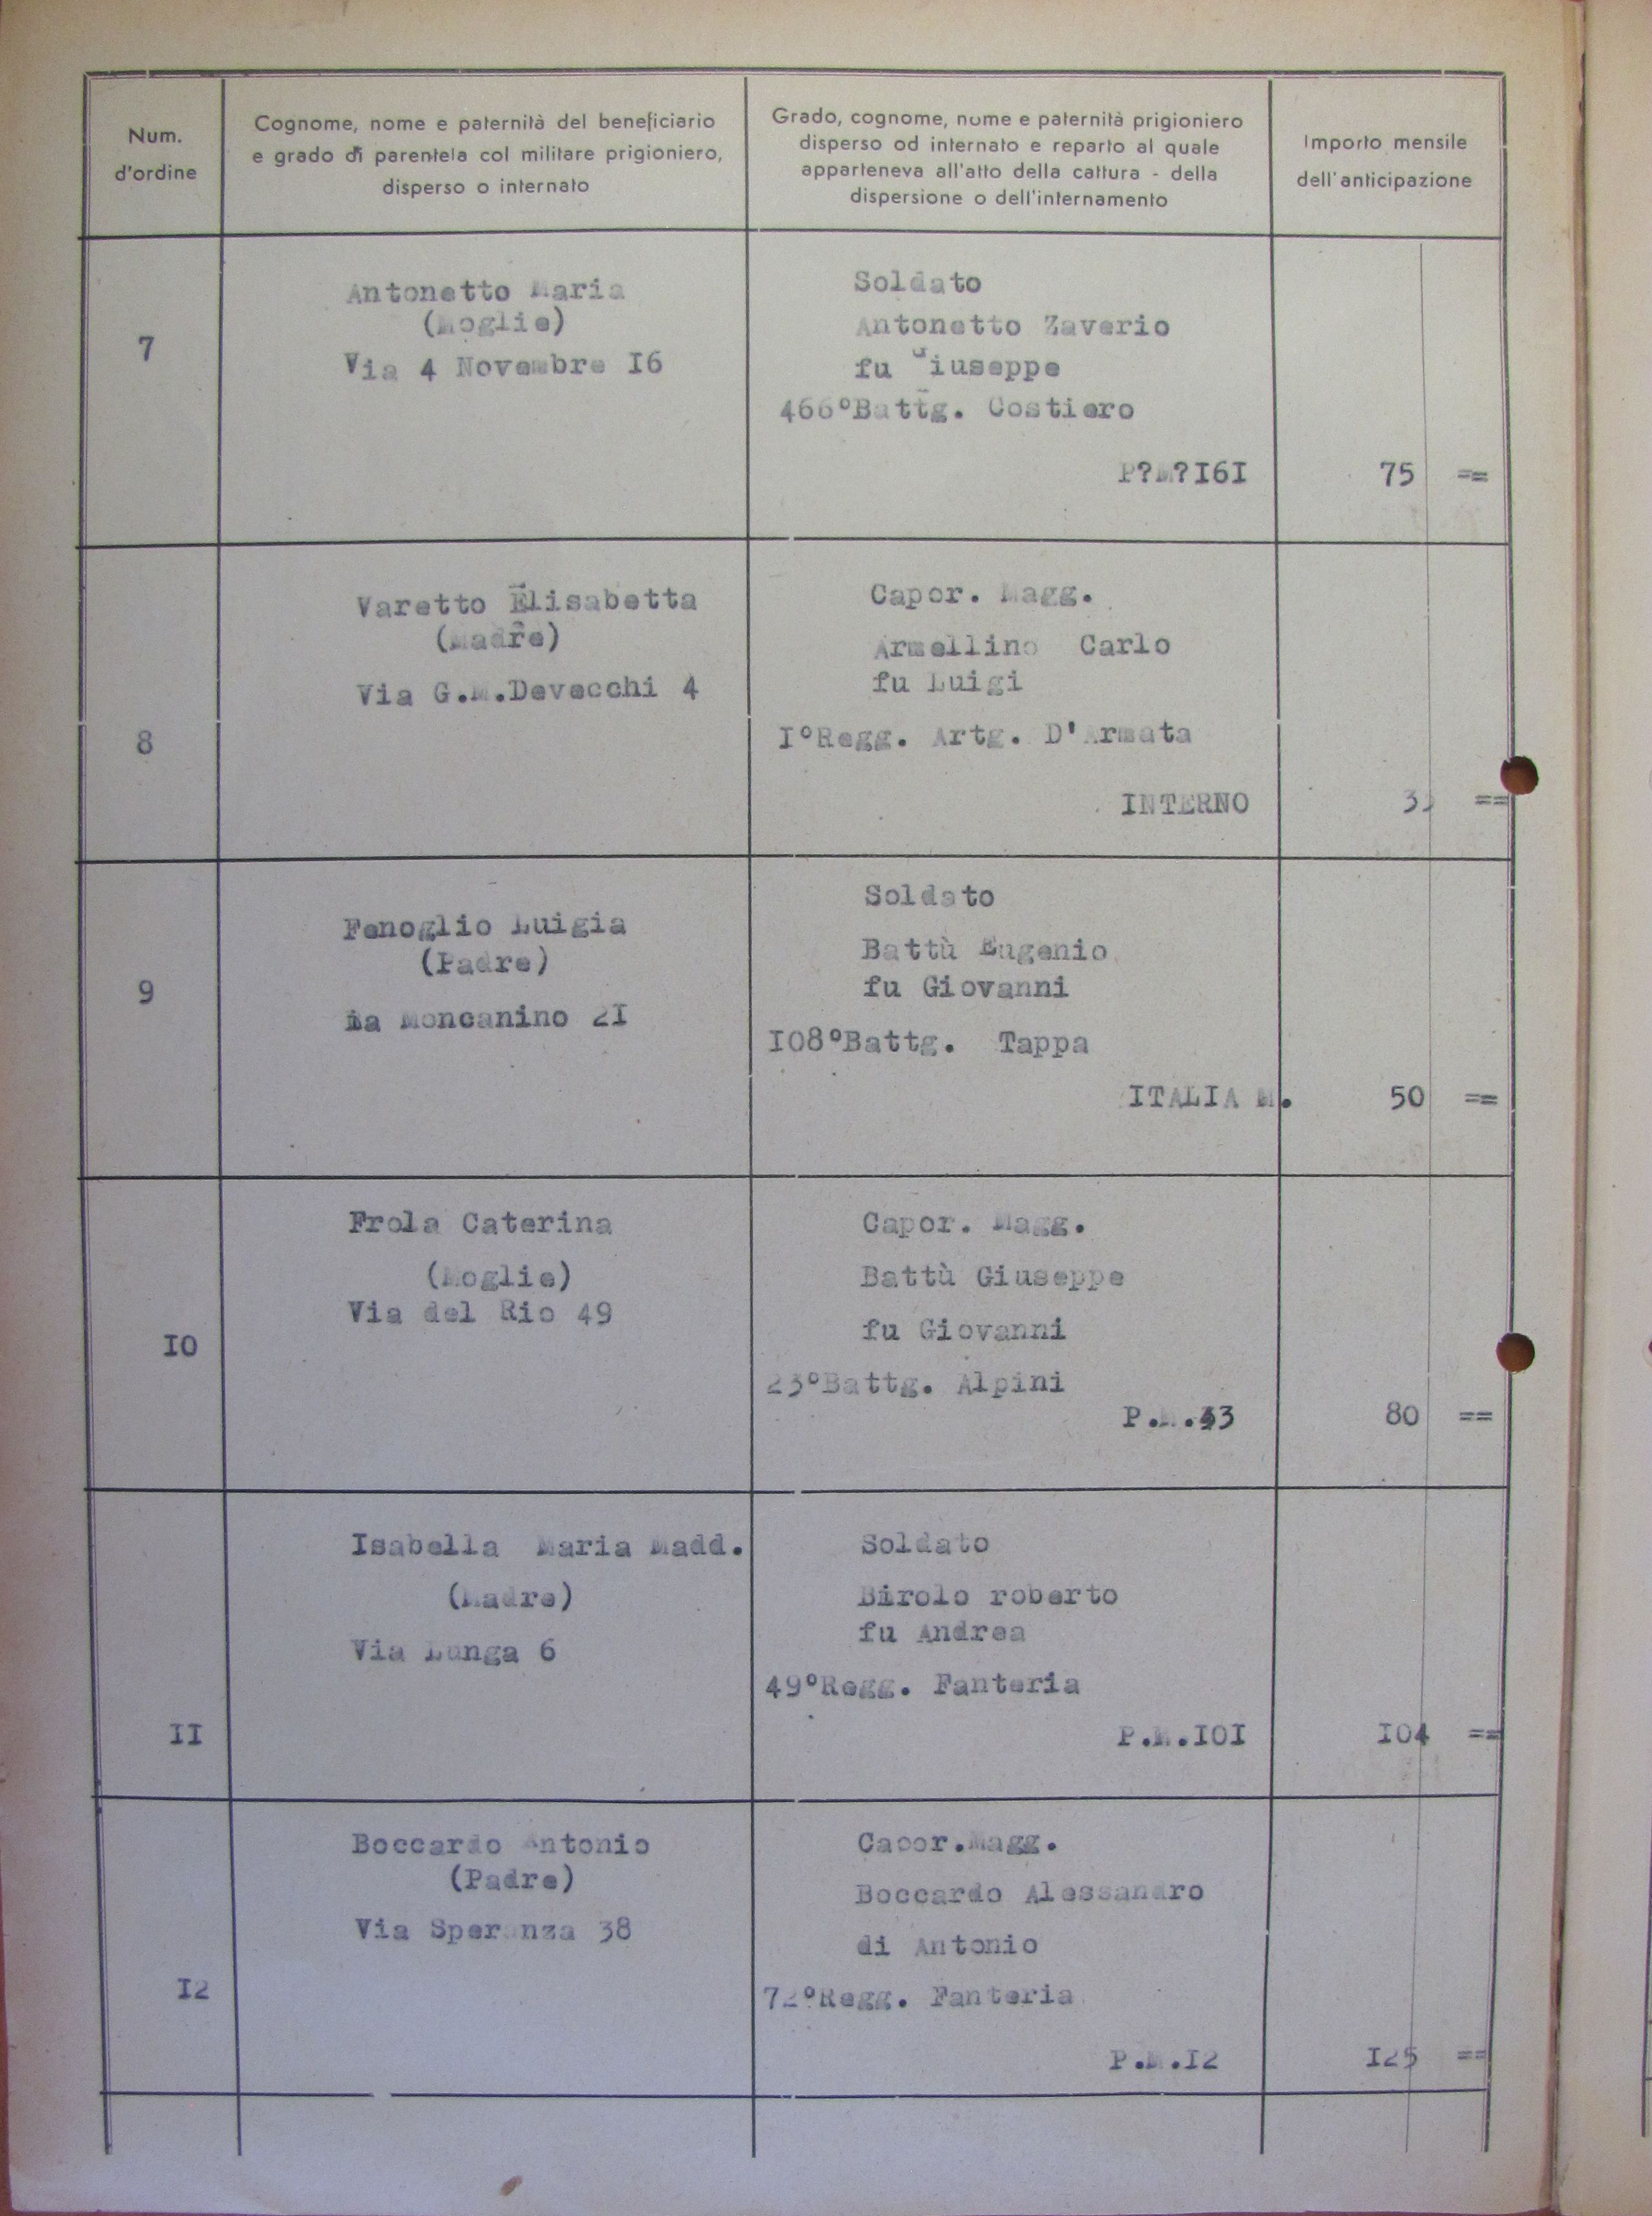 Num.
d'ordine
Cognome, nome e paternità del beneficiario
e grado di parentela col militare prigioniero,
disperso o internato
Grado, cognome, nome e paternità prigioniero
disperso od internato e reparto al quale
apparteneva all'atto della cattura - della
dispersione o dell'internamento
Importo mensile
dell'anticipazione
7
Antonetto Maria
(Moglie)
Via 4 Novembre I6
Soldato
Antonetto Zaverio
fu Giuseppe
466°Battg. Costiero
P?M?I6I
75 ==
8
Varetto Elisabetta
(Madre)
Via G.M.Devecchi 4
Capor. Magg.
Armellino Carlo
fu Luigi
I°Regg. Artg. D'Armata
INTERNO
==
9
Fenoglio Luigia
(Padre)
Moncanino 2I
Soldato
Battù Eugenio
fu Giovanni
I08°Battg. Tappa
ITALIA M.
50 ==
I0
Frola Caterina
(Moglie)
Via del Rio 49
Capor. Magg.
Battù Giuseppe
fu Giovanni
23°Battg. Alpini
80 ==
II
Isabella Maria Madd.
(Madre)
Via Lunga 6
Soldato
Birolo roberto
fu Andrea
49°Regg. Fanteria
P.M.I0I
I04 ==
I2
Boccardo Antonio
(Padre)
Via Speranza 38
Capor.Magg.
Boccardo Alessandro
di Antonio
72°Regg. Fanteria
P.M.I2
I25 ==